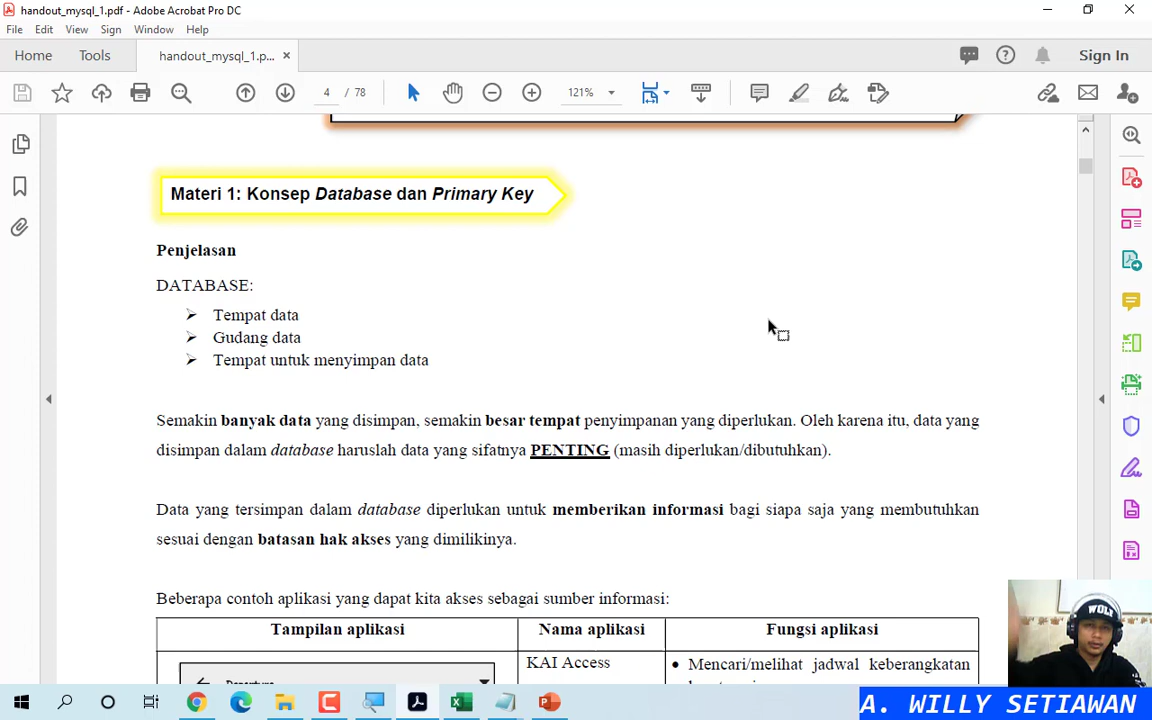 handout_mysql_1.pdf - Adobe Acrobat Pro DC
File Edit View Sign Window Help
Home Tools handout_mysql_1.p... × Sign In
4 / 78 121%
Materi 1: Konsep Database dan Primary Key
Penjelasan
DATABASE:
➢ Tempat data
➢ Gudang data
➢ Tempat untuk menyimpan data
Semakin banyak data yang disimpan, semakin besar tempat penyimpanan yang diperlukan. Oleh karena itu, data yang
disimpan dalam database haruslah data yang sifatnya PENTING (masih diperlukan/dibutuhkan).
Data yang tersimpan dalam database diperlukan untuk memberikan informasi bagi siapa saja yang membutuhkan
sesuai dengan batasan hak akses yang dimilikinya.
Beberapa contoh aplikasi yang dapat kita akses sebagai sumber informasi:
Tampilan aplikasi Nama aplikasi Fungsi aplikasi
KAI Access • Mencari/melihat jadwal keberangkatan
WOLF
A. WILLY SETIAWAN